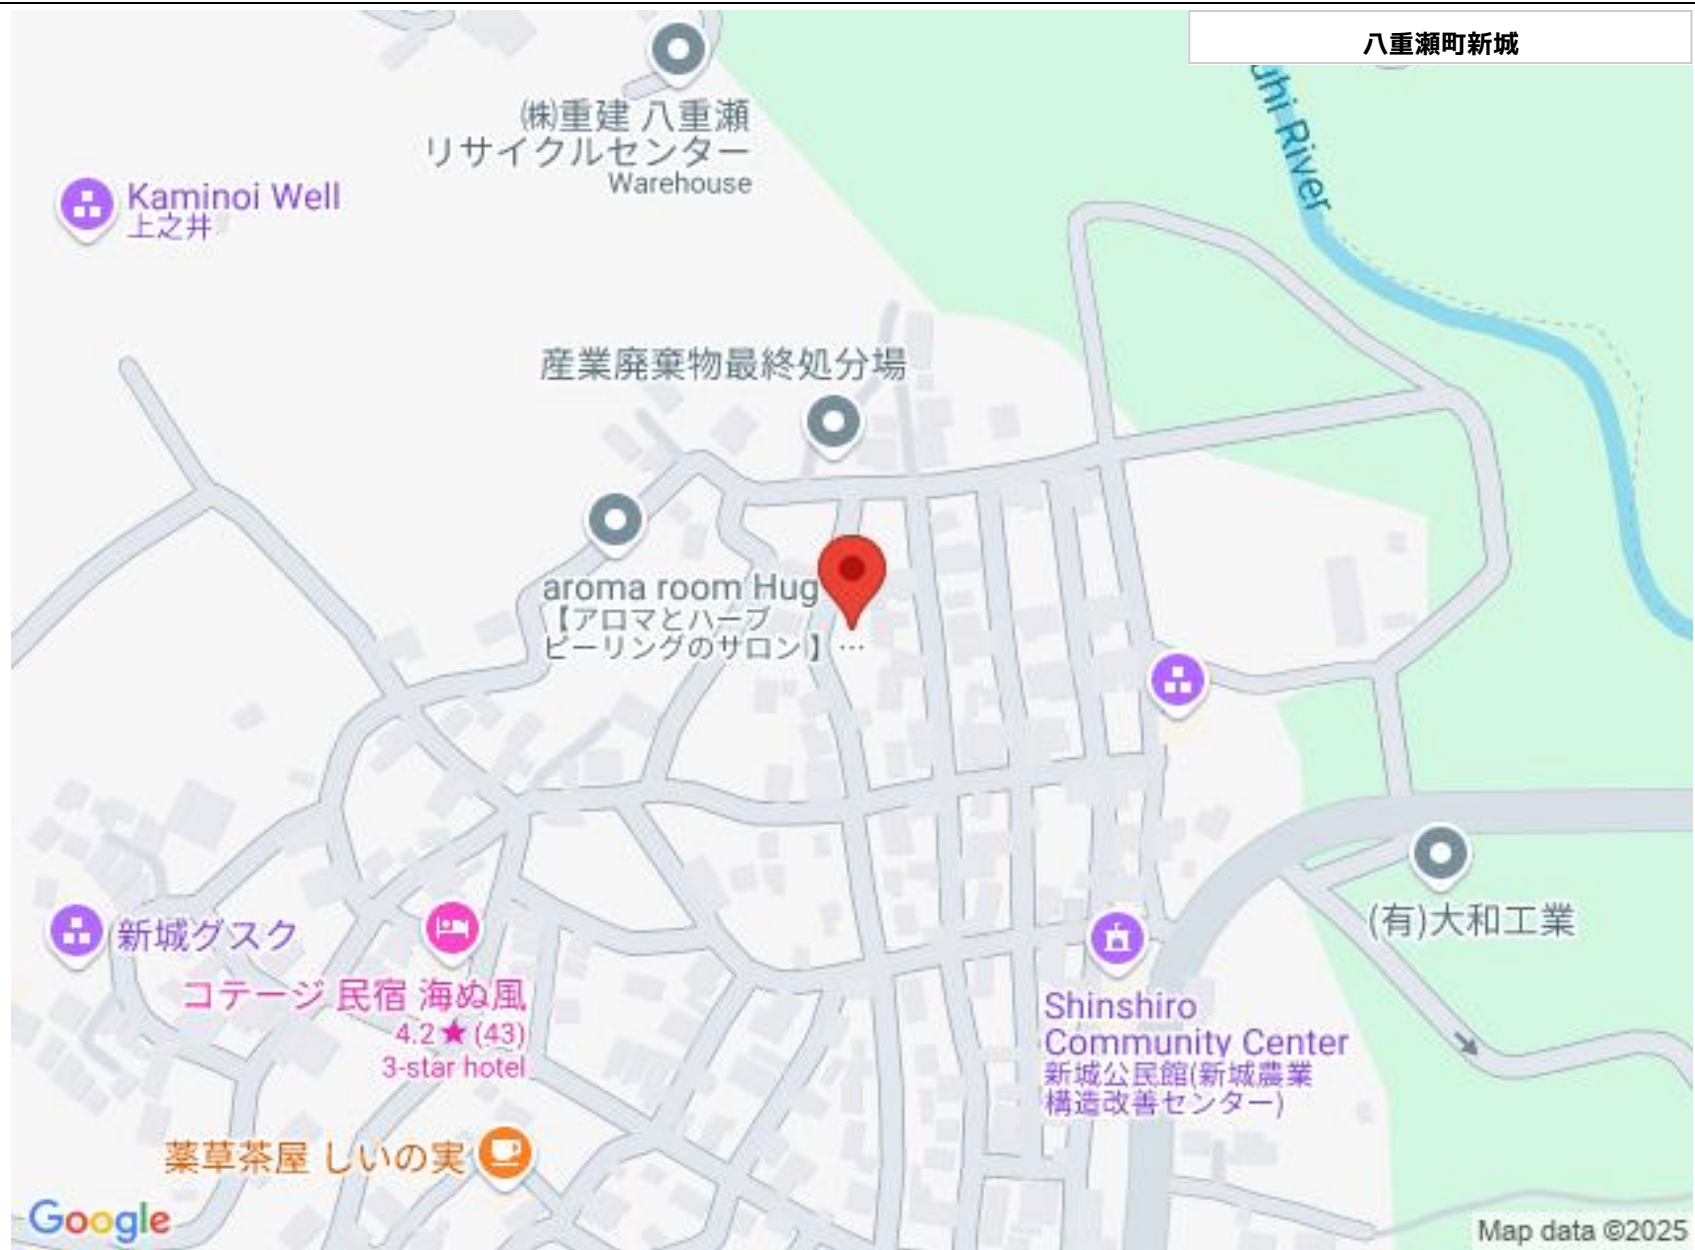 八重瀬町新城
uhi River
㈱重建 八重瀬
リサイクルセンター
Warehouse
Kaminoi Well
上之井
産業廃棄物最終処分場
aroma room Hug
【アロマとハーブ
ピーリングのサロン】…
新城グスク
コテージ 民宿 海ぬ風
4.2★(43)
3-star hotel
(有)大和工業
Shinshiro
Community Center
新城公民館(新城農業
構造改善センター)
薬草茶屋 しいの実
Google
Map data ©2025